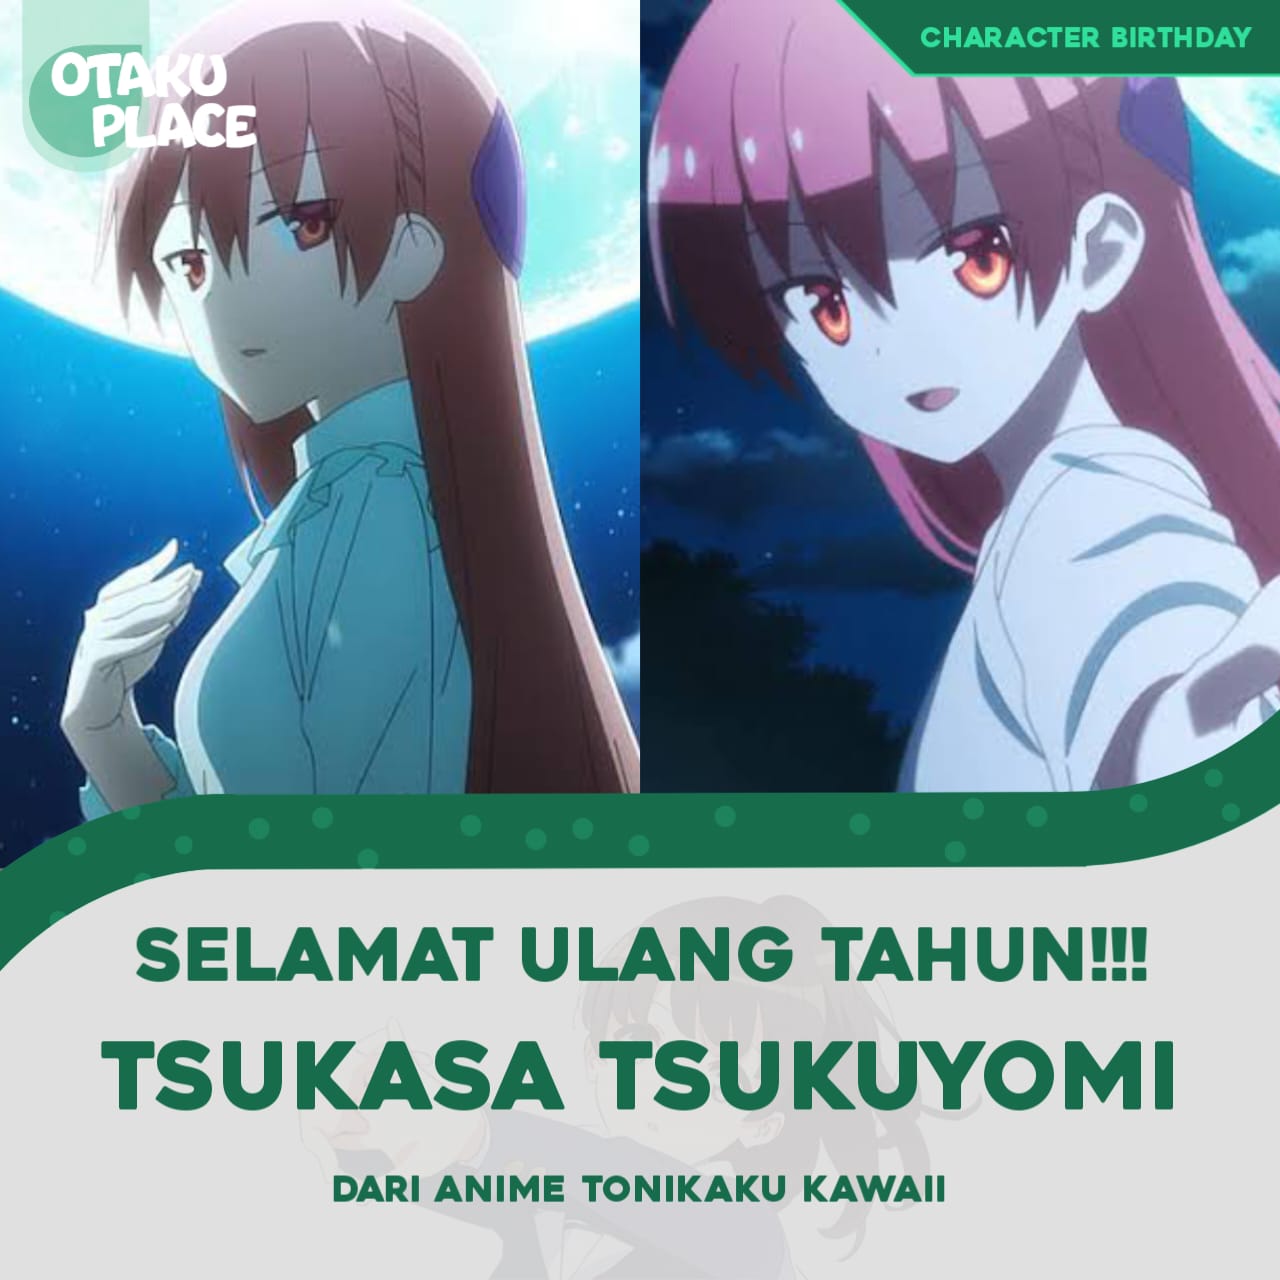 OTAKU
PLACE
CHARACTER BIRTHDAY
SELAMAT ULANG TAHUN!!!
TSUKASA TSUKUYOMI
DARI ANIME TONIKAKU KAWAII